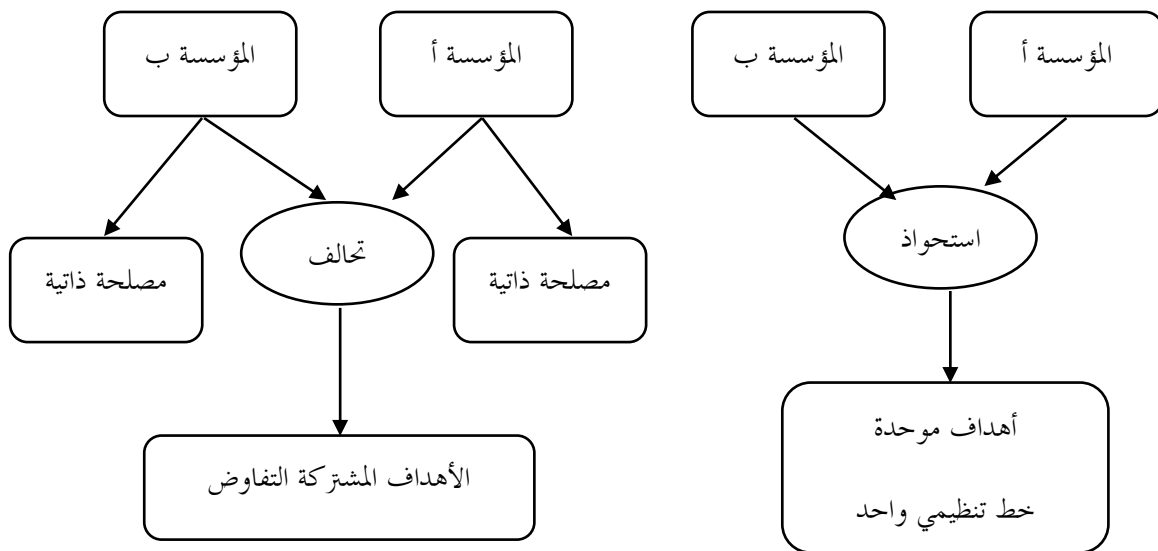 المؤسسة أ
المؤسسة ب
المؤسسة أ
المؤسسة ب
استحواذ
مصلحة ذاتية
تحالف
مصلحة ذاتية
أهداف موحدة
خط تنظيمي واحد
الأهداف المشتركة التفاوض